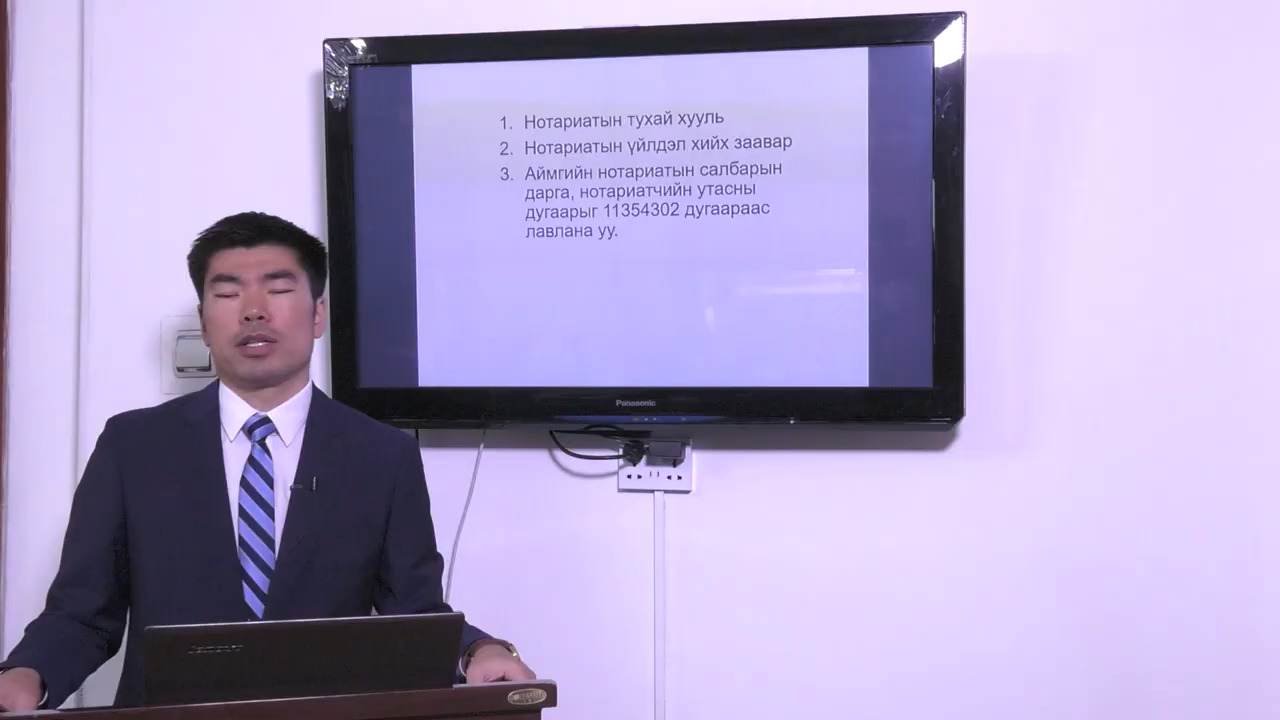 1. Нотариатын тухай хууль
2. Нотариатын үйлдэл хийх заавар
3. Аймгийн нотариатын салбарын
дарга, нотариатчийн утасны
дугаарыг 11354302 дугаараас
лавлана уу.
Panasonic
lenovo